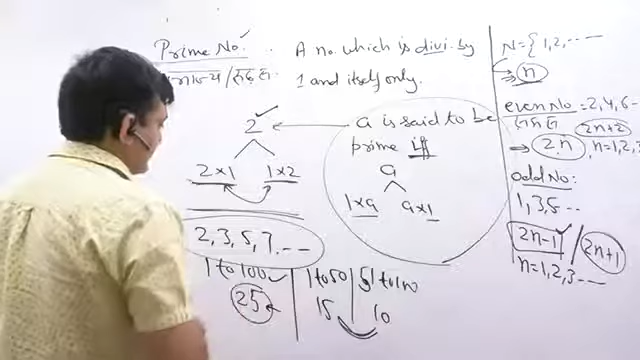 Prime No.
A no. which is divi. by
1 and itself only.
2
2×1 1×2
2, 3, 5, 7, ---
1 to 100
25
1 to 50 51 to 100
15 10
a is said to be
prime iff
a
1×a a×1
N={1,2,-----
n
even No = 2,4,6-
2n+2
2n, n=1,2,3
odd No:
1,3,5--
2n-1 / 2n+1
n=1,2,3----